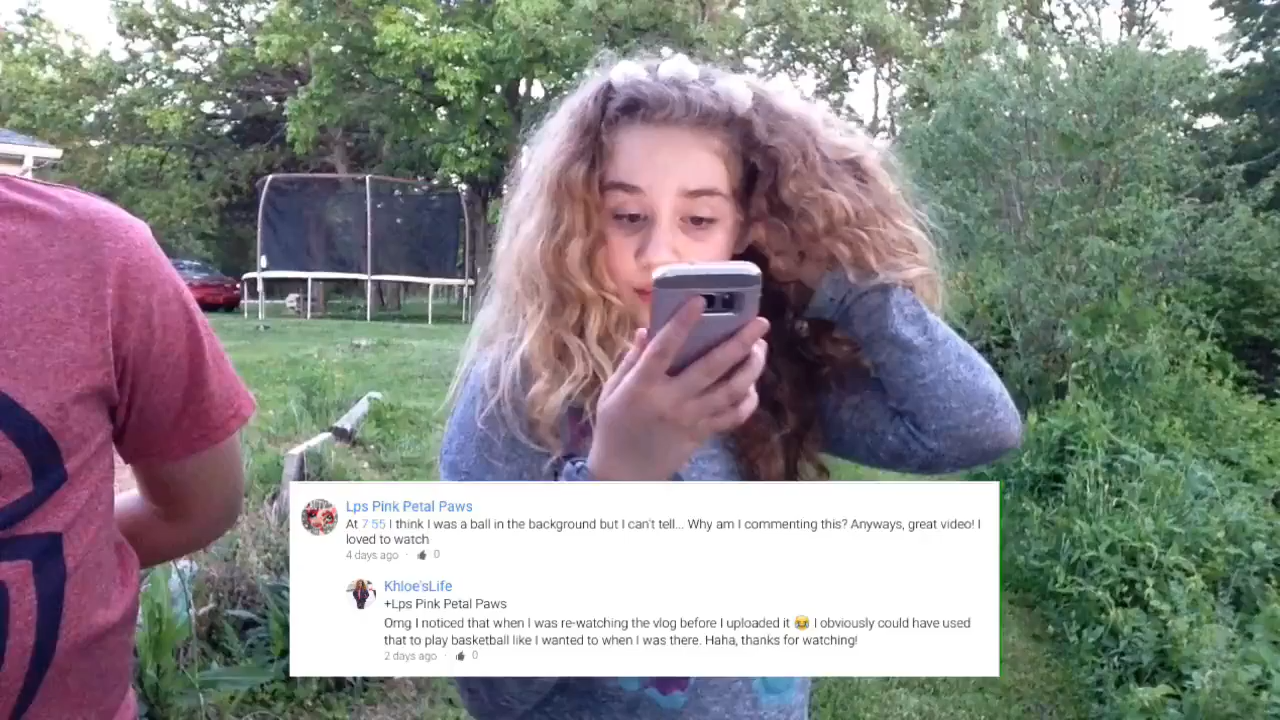 Lps Pink Petal Paws
At 7 55 I think I was a ball in the background but I can't tell... Why am I commenting this? Anyways, great video! I
loved to watch
4 days ago · 0
Khloe'sLife
+Lps Pink Petal Paws
Omg I noticed that when I was re-watching the vlog before I uploaded it 😂 I obviously could have used
that to play basketball like I wanted to when I was there. Haha, thanks for watching!
2 days ago · 0